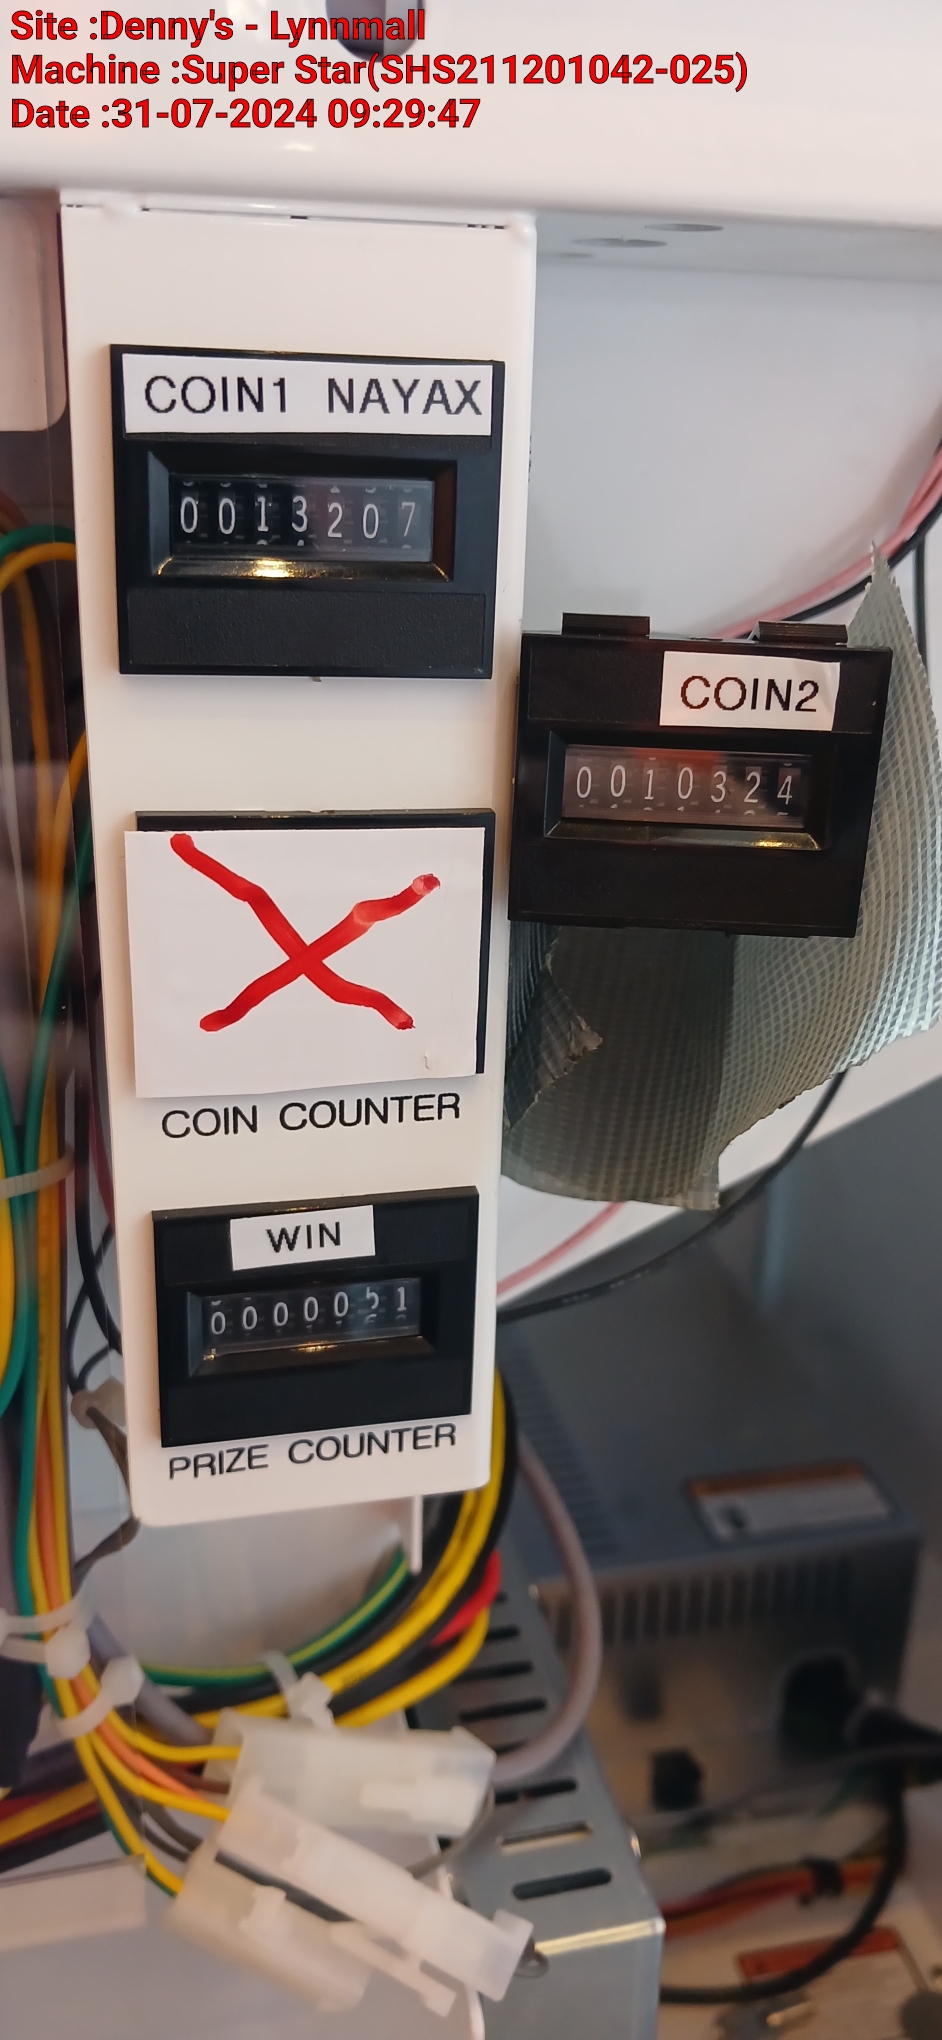 Site :Denny's - Lynnmall
Machine :Super Star(SHS211201042-025)
Date :31-07-2024 09:29:47
COIN1 NAYAX
0013207
COIN2
0010324
COIN COUNTER
WIN
0000051
PRIZE COUNTER